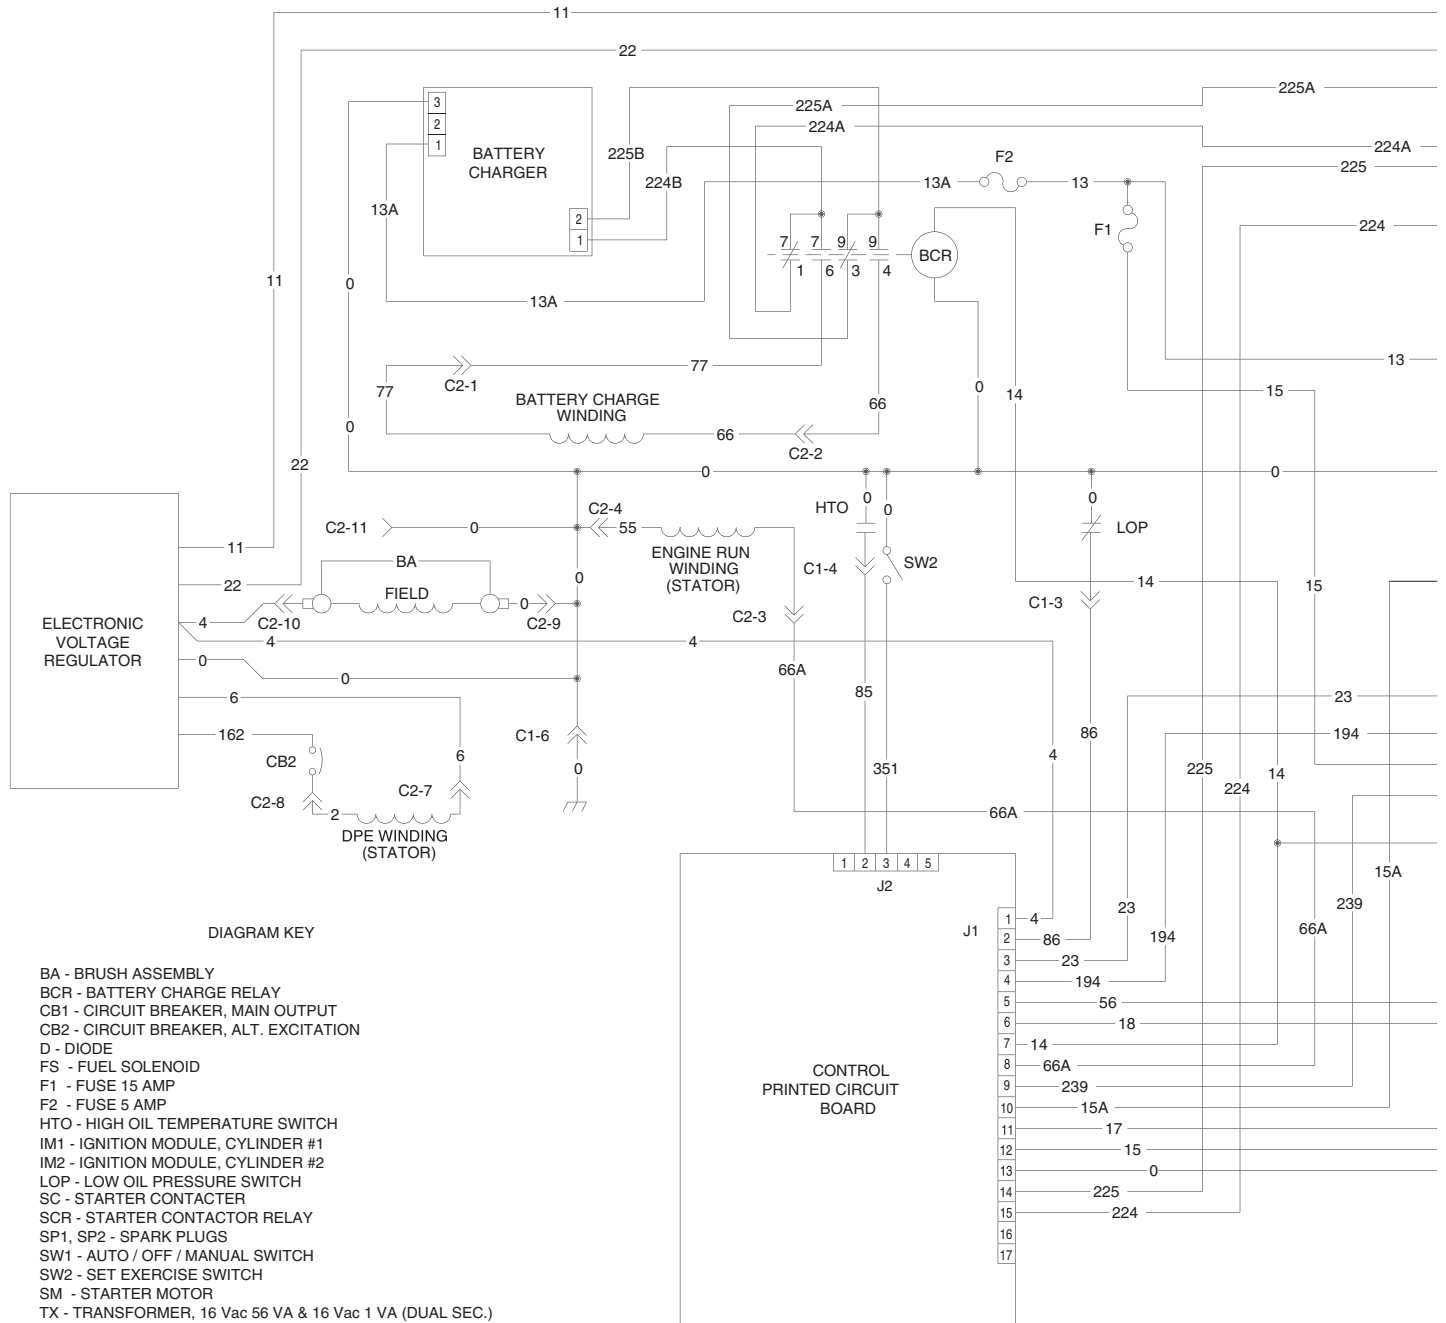 11
22
225A
225A
224A
224A
225
3
2
1
BATTERY
CHARGER
225B
224B
F2
13A
13
13A
F1
224
2
1
7
7
9
9
BCR
1
6
3
4
11
0
13A
13
77
C2-1
77
0
14
15
BATTERY CHARGE
WINDING
66
66
C2-2
0
22
0
0
C2-11
0
C2-4
55
HTO
0
0
0
LOP
ENGINE RUN
WINDING
(STATOR)
C1-4
SW2
11
BA
22
FIELD
0
14
15
4
C2-10
0
C2-9
C2-3
C1-3
ELECTRONIC
VOLTAGE
REGULATOR
4
4
0
0
66A
85
6
23
162
C1-6
86
194
CB2
6
0
351
4
225
14
224
C2-8
C2-7
2
66A
DPE WINDING
(STATOR)
1 2 3 4 5
J2
15A
239
23
66A
194
DIAGRAM KEY
J1
1
4
2
86
3
23
4
194
5
56
6
18
7
14
8
66A
9
239
10
15A
11
17
12
15
13
0
14
225
15
224
16
17
CONTROL
PRINTED CIRCUIT
BOARD
BA - BRUSH ASSEMBLY
BCR - BATTERY CHARGE RELAY
CB1 - CIRCUIT BREAKER, MAIN OUTPUT
CB2 - CIRCUIT BREAKER, ALT. EXCITATION
D - DIODE
FS - FUEL SOLENOID
F1 - FUSE 15 AMP
F2 - FUSE 5 AMP
HTO - HIGH OIL TEMPERATURE SWITCH
IM1 - IGNITION MODULE, CYLINDER #1
IM2 - IGNITION MODULE, CYLINDER #2
LOP - LOW OIL PRESSURE SWITCH
SC - STARTER CONTACTER
SCR - STARTER CONTACTOR RELAY
SP1, SP2 - SPARK PLUGS
SW1 - AUTO / OFF / MANUAL SWITCH
SW2 - SET EXERCISE SWITCH
SM - STARTER MOTOR
TX - TRANSFORMER, 16 Vac 56 VA & 16 Vac 1 VA (DUAL SEC.)